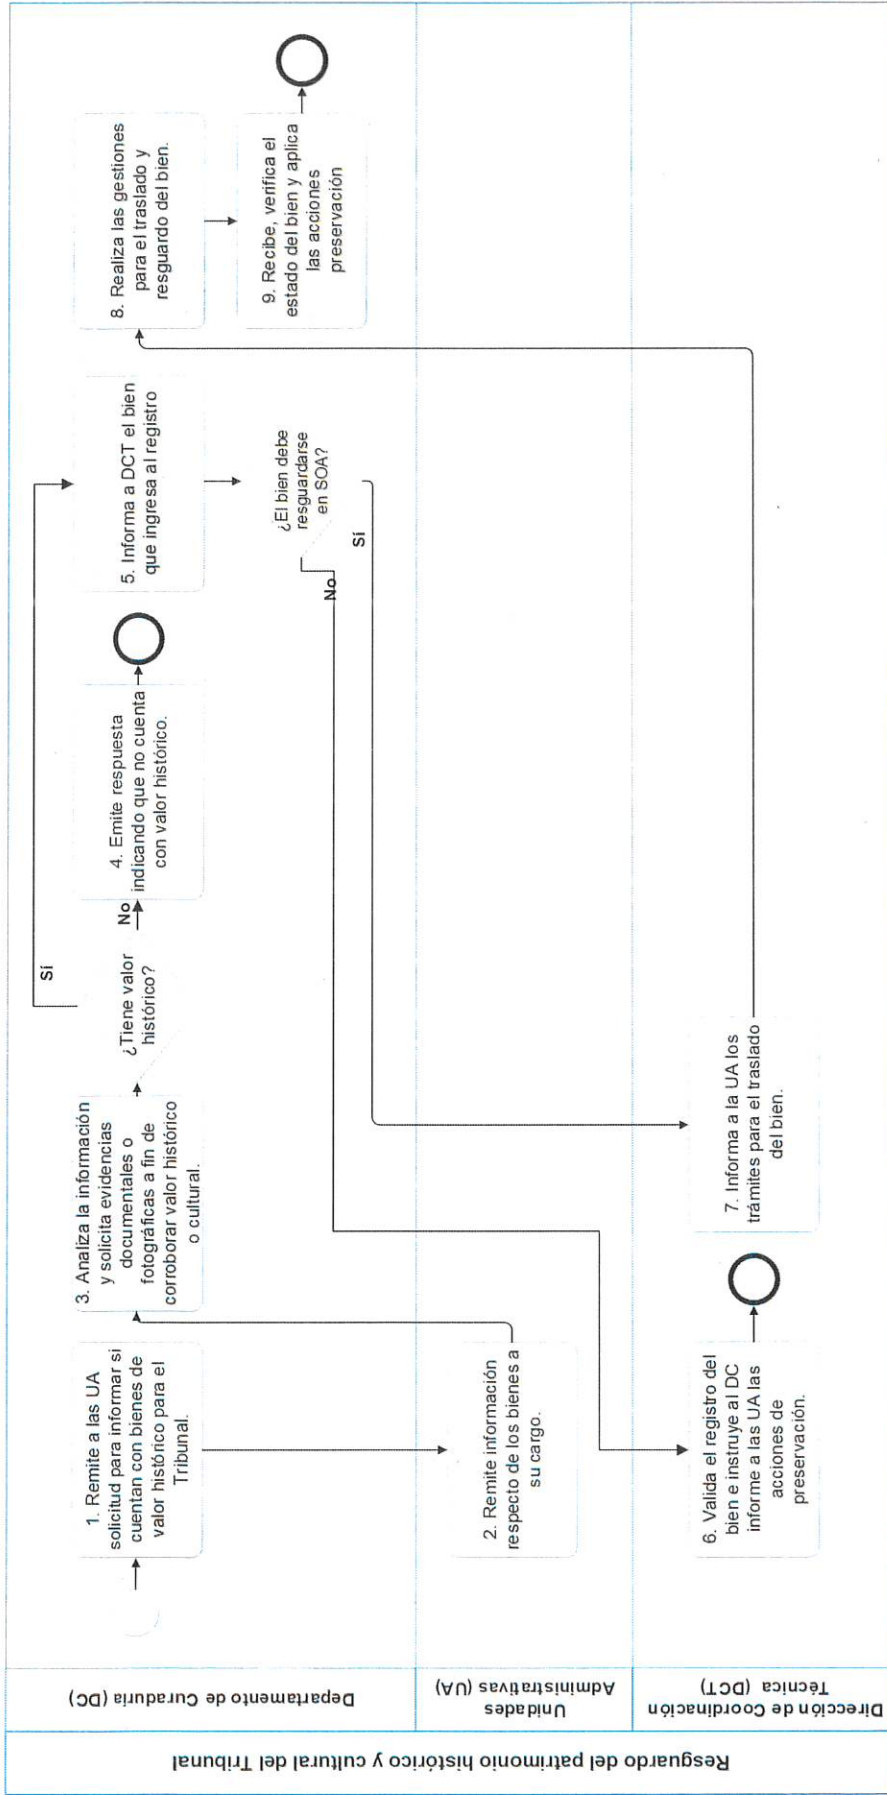 Resguardo del patrimonio histórico y cultural del Tribunal
Departamento de Curaduría (DC)
1. Remite a las UA
solicitud para informar si
cuentan con bienes de
valor histórico para el
Tribunal.
3. Analiza la información
y solicita evidencias
documentales o
fotográficas a fin de
corroborar valor histórico
o cultural.
¿Tiene valor
histórico?
Sí
No
4. Emite respuesta
indicando que no cuenta
con valor histórico.
5. Informa a DCT el bien
que ingresa al registro
¿El bien debe
resguardarse
en SOA?
No
Sí
8. Realiza las gestiones
para el traslado y
resguardo del bien.
9. Recibe, verifica el
estado del bien y aplica
las acciones
preservación
Unidades
Administrativas (UA)
2. Remite información
respecto de los bienes a
su cargo.
Dirección de Coordinación
Técnica (DCT)
6. Valida el registro del
bien e instruye al DC
informe a las UA las
acciones de
preservación.
7. Informa a la UA los
trámites para el traslado
del bien.